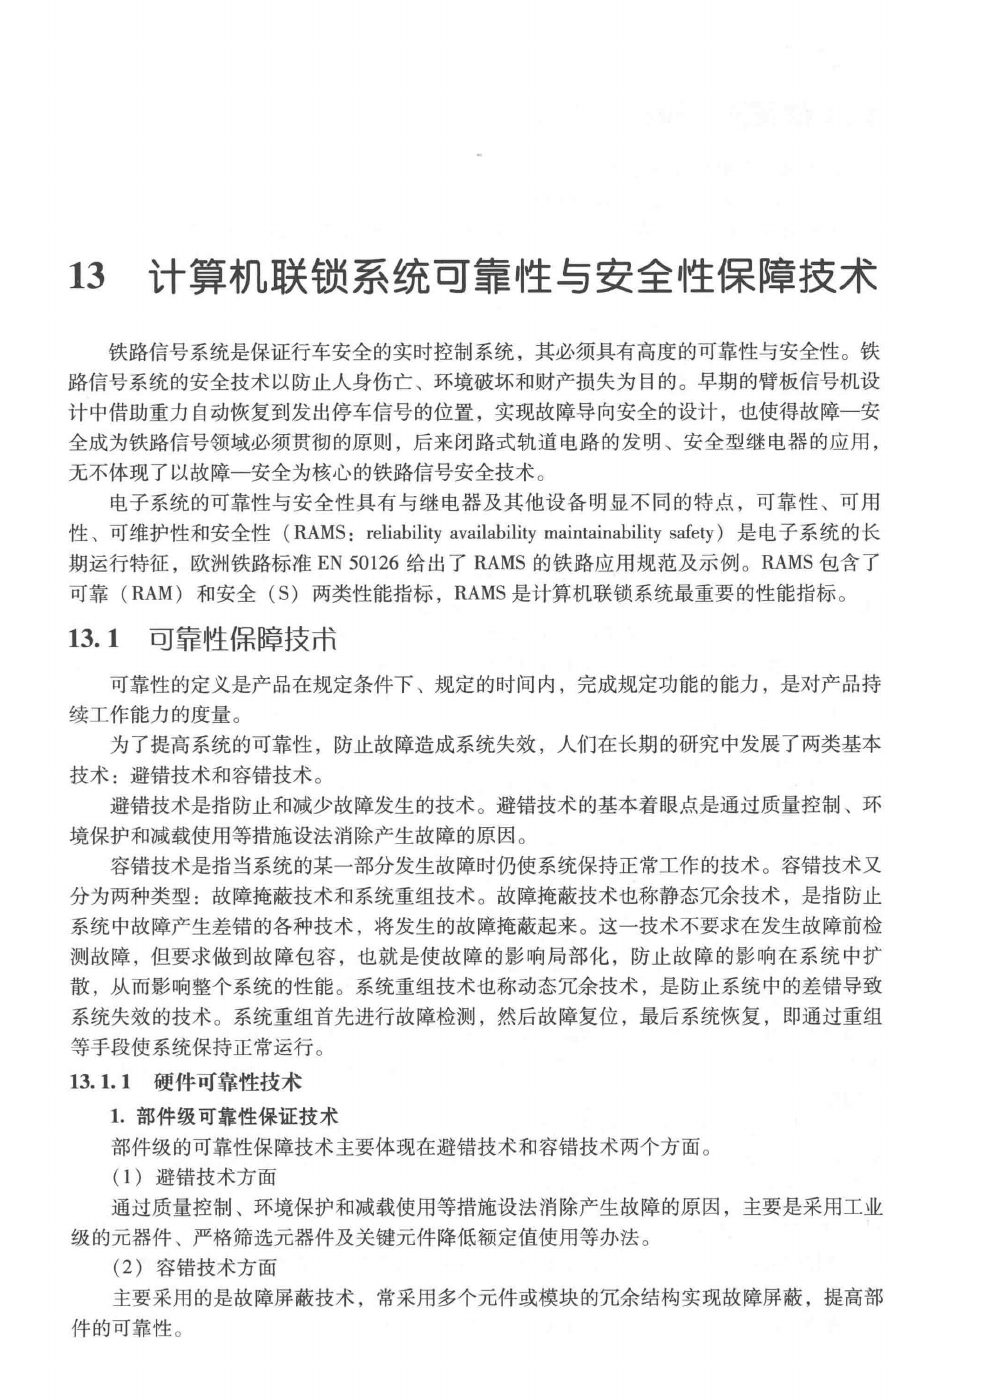 13 计算机联锁系统可靠性与安全性保障技术
铁路信号系统是保证行车安全的实时控制系统，其必须具有高度的可靠性与安全性。铁
路信号系统的安全技术以防止人身伤亡、环境破坏和财产损失为目的。早期的臂板信号机设
计中借助重力自动恢复到发出停车信号的位置，实现故障导向安全的设计，也使得故障—安
全成为铁路信号领域必须贯彻的原则，后来闭路式轨道电路的发明、安全型继电器的应用，
无不体现了以故障—安全为核心的铁路信号安全技术。
电子系统的可靠性与安全性具有与继电器及其他设备明显不同的特点，可靠性、可用
性、可维护性和安全性（RAMS：reliability availability maintainability safety）是电子系统的长
期运行特征，欧洲铁路标准 EN 50126 给出了 RAMS 的铁路应用规范及示例。RAMS 包含了
可靠（RAM）和安全（S）两类性能指标，RAMS 是计算机联锁系统最重要的性能指标。
13.1 可靠性保障技术
可靠性的定义是产品在规定条件下、规定的时间内，完成规定功能的能力，是对产品持
续工作能力的度量。
为了提高系统的可靠性，防止故障造成系统失效，人们在长期的研究中发展了两类基本
技术：避错技术和容错技术。
避错技术是指防止和减少故障发生的技术。避错技术的基本着眼点是通过质量控制、环
境保护和减载使用等措施设法消除产生故障的原因。
容错技术是指当系统的某一部分发生故障时仍使系统保持正常工作的技术。容错技术又
分为两种类型：故障掩蔽技术和系统重组技术。故障掩蔽技术也称静态冗余技术，是指防止
系统中故障产生差错的各种技术，将发生的故障掩蔽起来。这一技术不要求在发生故障前检
测故障，但要求做到故障包容，也就是使故障的影响局部化，防止故障的影响在系统中扩
散，从而影响整个系统的性能。系统重组技术也称动态冗余技术，是防止系统中的差错导致
系统失效的技术。系统重组首先进行故障检测，然后故障复位，最后系统恢复，即通过重组
等手段使系统保持正常运行。
13.1.1 硬件可靠性技术
1. 部件级可靠性保证技术
部件级的可靠性保障技术主要体现在避错技术和容错技术两个方面。
（1）避错技术方面
通过质量控制、环境保护和减载使用等措施设法消除产生故障的原因，主要是采用工业
级的元器件、严格筛选元器件及关键元件降低额定值使用等办法。
（2）容错技术方面
主要采用的是故障屏蔽技术，常采用多个元件或模块的冗余结构实现故障屏蔽，提高部
件的可靠性。